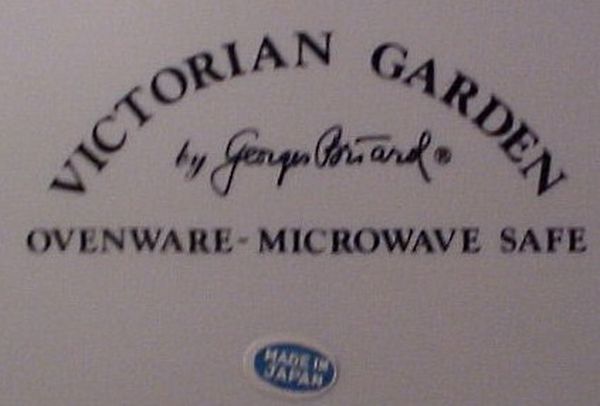 VICTORIAN GARDEN
by Georges Briard®
OVENWARE-MICROWAVE SAFE
MADE IN
JAPAN